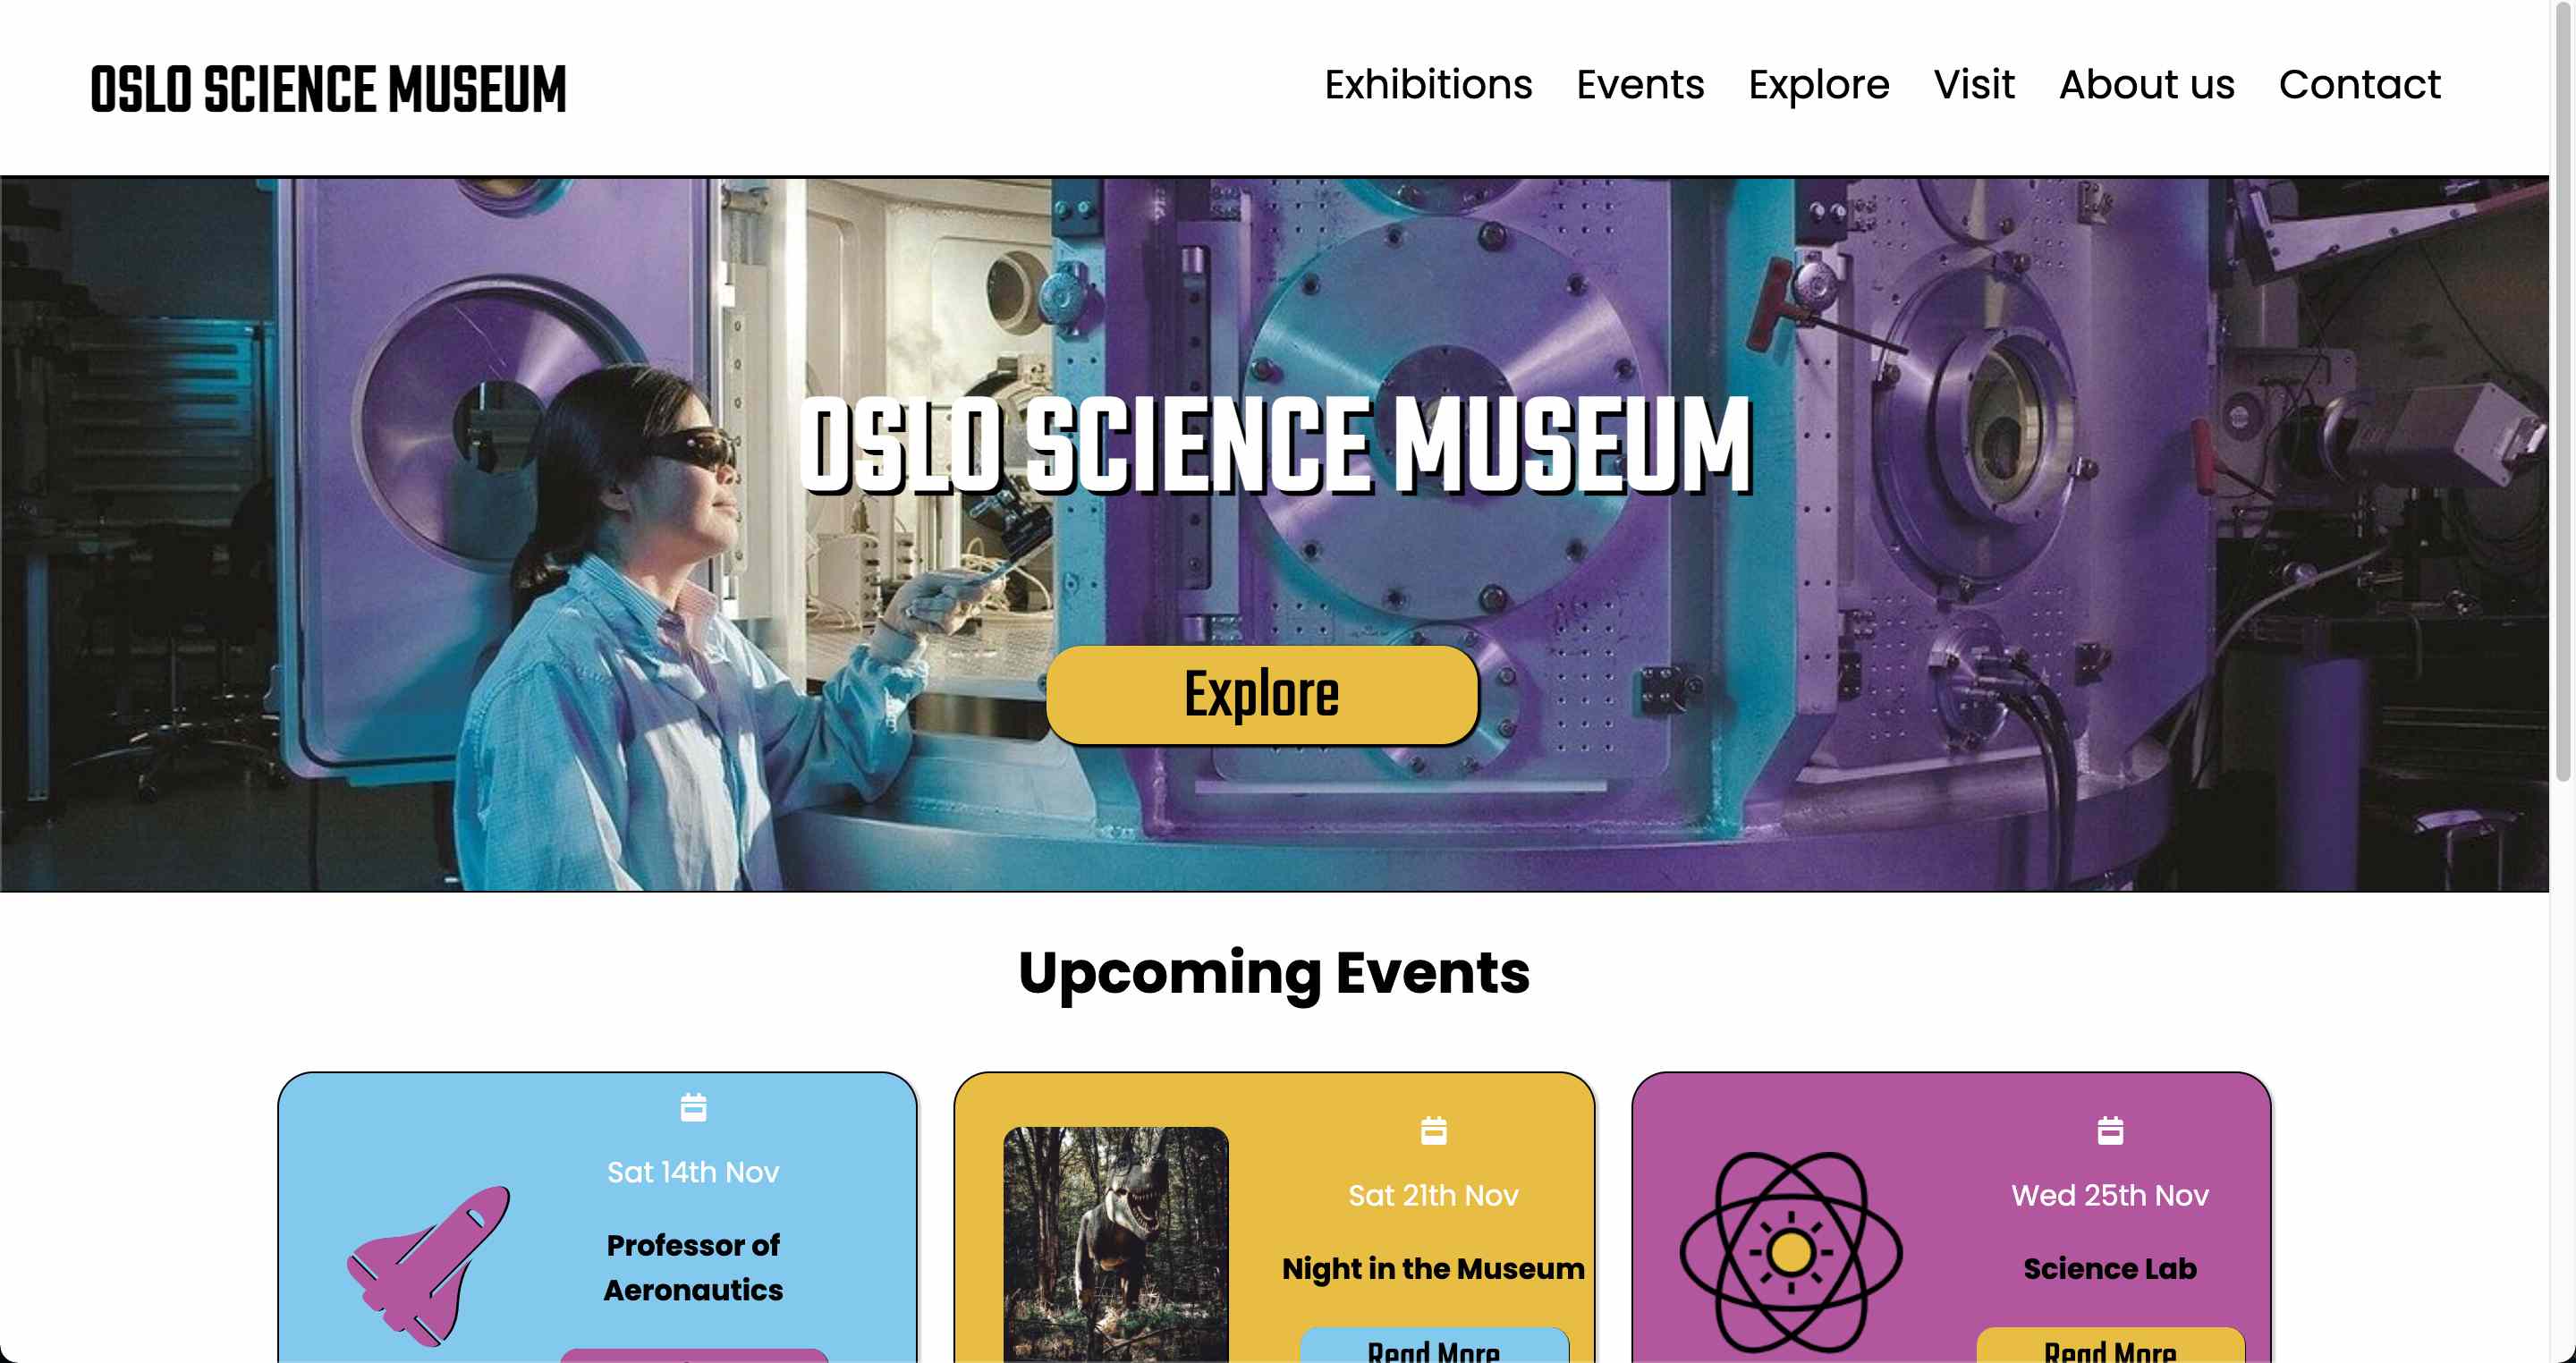 OSLO SCIENCE MUSEUM
Exhibitions Events Explore Visit About us Contact
OSLO SCIENCE MUSEUM
Explore
Upcoming Events
Sat 14th Nov
Professor of
Aeronautics
Sat 21th Nov
Night in the Museum
Read More
Wed 25th Nov
Science Lab
Read More